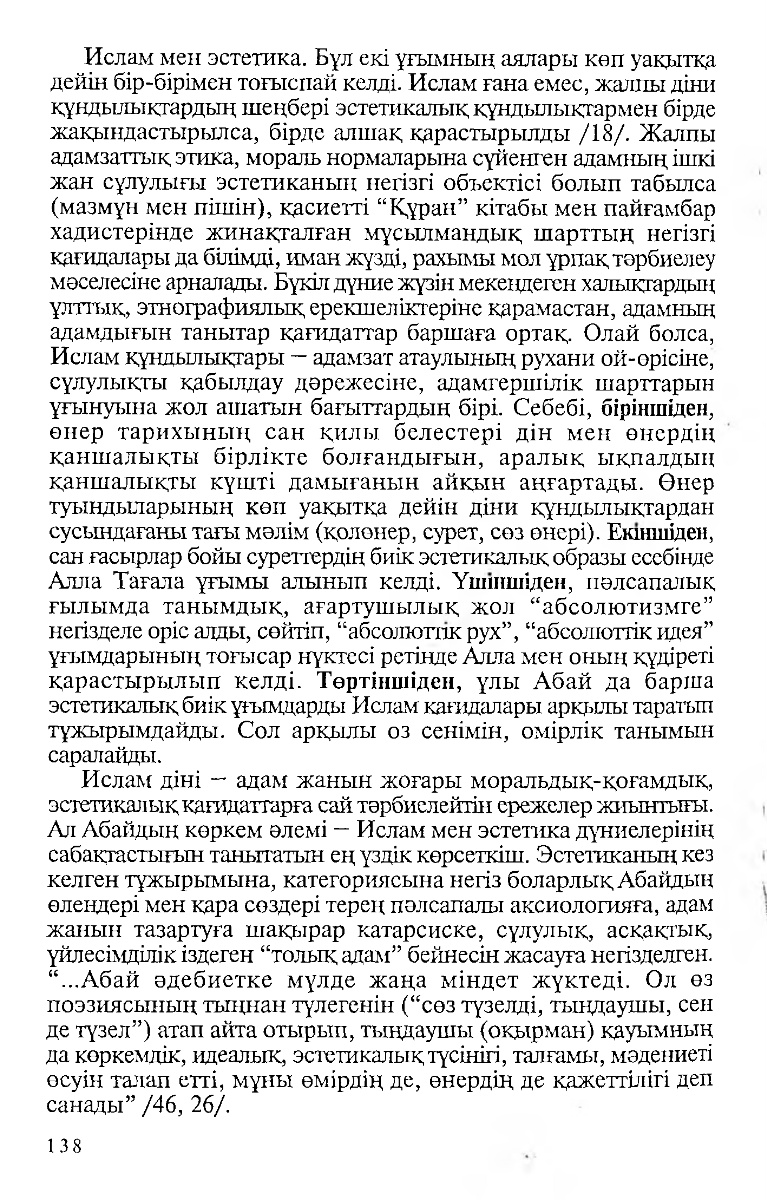 Ислам мен эстетика. Бұл екі ұғымның аялары көп уақытқа
дейін бір-бірімен тоғыспай келді. Ислам ғана емес, жалпы діни
құндылықтардың шеңбері эстетикалық құндылықтармен бірде
жақындастырылса, бірде алшақ қарастырылды /18/. Жалпы
адамзаттық этика, мораль нормаларына сүйенген адамның ішкі
жан сұлулығы эстетиканың негізгі объектісі болып табылса
(мазмұн мен пішін), қасиетті “Құран” кітабы мен пайғамбар
хадистерінде жинақталған мұсылмандық шарттың негізгі
қағидалары да білімді, иман жүзді, рахымы мол ұрпақ тәрбиелеу
мәселесіне арналады. Бүкіл дүние жүзін мекендеген халықтардың
ұлттық, этнографиялық ерекшеліктеріне қарамастан, адамның
адамдығын танытар қағидаттар баршаға ортақ. Олай болса,
Ислам құндылықтары — адамзат атаулының рухани ой-өрісіне,
сұлулықты қабылдау дәрежесіне, адамгершілік шарттарын
ұғынуына жол ашатын бағыттардың бірі. Себебі, біріншіден,
өнер тарихының сан қилы белестері дін мен өнердің
қаншалықты бірлікте болғандығын, аралық ықпалдың
қаншалықты күшті дамығанын айқын аңғартады. Өнер
туындыларының көп уақытқа дейін діни құндылықтардан
сусындағаны тағы мәлім (қолөнер, сурет, сөз өнері). Екіншіден,
сан ғасырлар бойы суреттердің биік эстетикалық образы есебінде
Алла Тағала ұғымы алынып келді. Үшіншіден, пәлсапалық
ғылымда танымдық, ағартушылық жол “абсолютизмге”
негізделе өріс алды, сөйтіп, “абсолюттік рух”, “абсолюттік идея”
ұғымдарының тоғысар нүктесі ретінде Алла мен оның құдіреті
қарастырылып келді. Төртіншіден, ұлы Абай да барша
эстетикалық биік ұғымдарды Ислам қағидалары арқылы таратып
тұжырымдайды. Сол арқылы өз сенімін, өмірлік танымын
саралайды.
Ислам діні — адам жанын жоғары моральдық-қоғамдық,
эстетикалық қағидаттарға сай тәрбиелейтін ережелер жиынтығы.
Ал Абайдың көркем әлемі — Ислам мен эстетика дүниелерінің
сабақтастығын танытатын ең үздік көрсеткіш. Эстетиканың кез
келген тұжырымына, категориясына негіз боларлық Абайдың
өлеңдері мен қара сөздері терең пәлсапалы аксиологияға, адам
жанын тазартуға шақырар катарсиске, сұлулық, асқақтық,
үйлесімділік іздеген “толық адам” бейнесін жасауға негізделген.
“...Абай әдебиетке мүлде жаңа міндет жүктеді. Ол өз
поэзиясының тыңнан түлегенін (“сөз түзелді, тыңдаушы, сен
де түзел”) атап айта отырып, тыңдаушы (оқырман) қауымның
да көркемдік, идеалық, эстетикалық түсінігі, талғамы, мәдениеті
өсуін талап етті, мұны өмірдің де, өнердің де қажеттілігі деп
санады” /46, 26/.
138